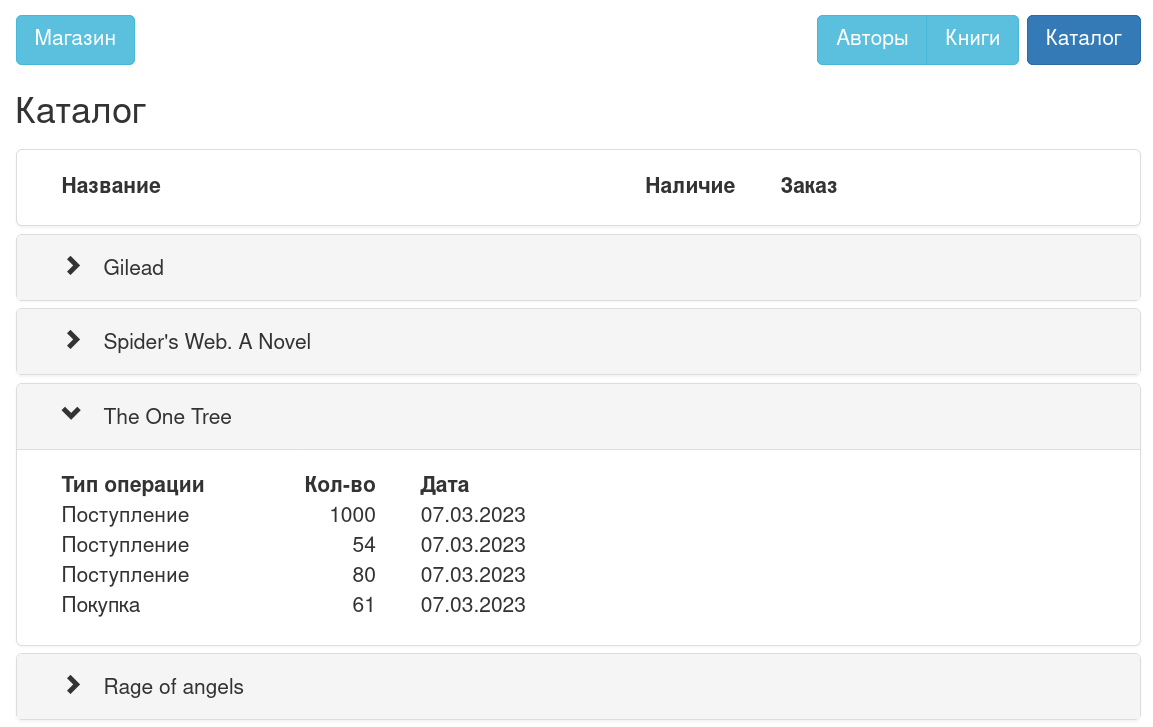 Магазин Авторы Книги Каталог
Каталог
Название Наличие Заказ
Gilead
Spider's Web. A Novel
The One Tree
Тип операции Кол-во Дата
Поступление 1000 07.03.2023
Поступление 54 07.03.2023
Поступление 80 07.03.2023
Покупка 61 07.03.2023
Rage of angels